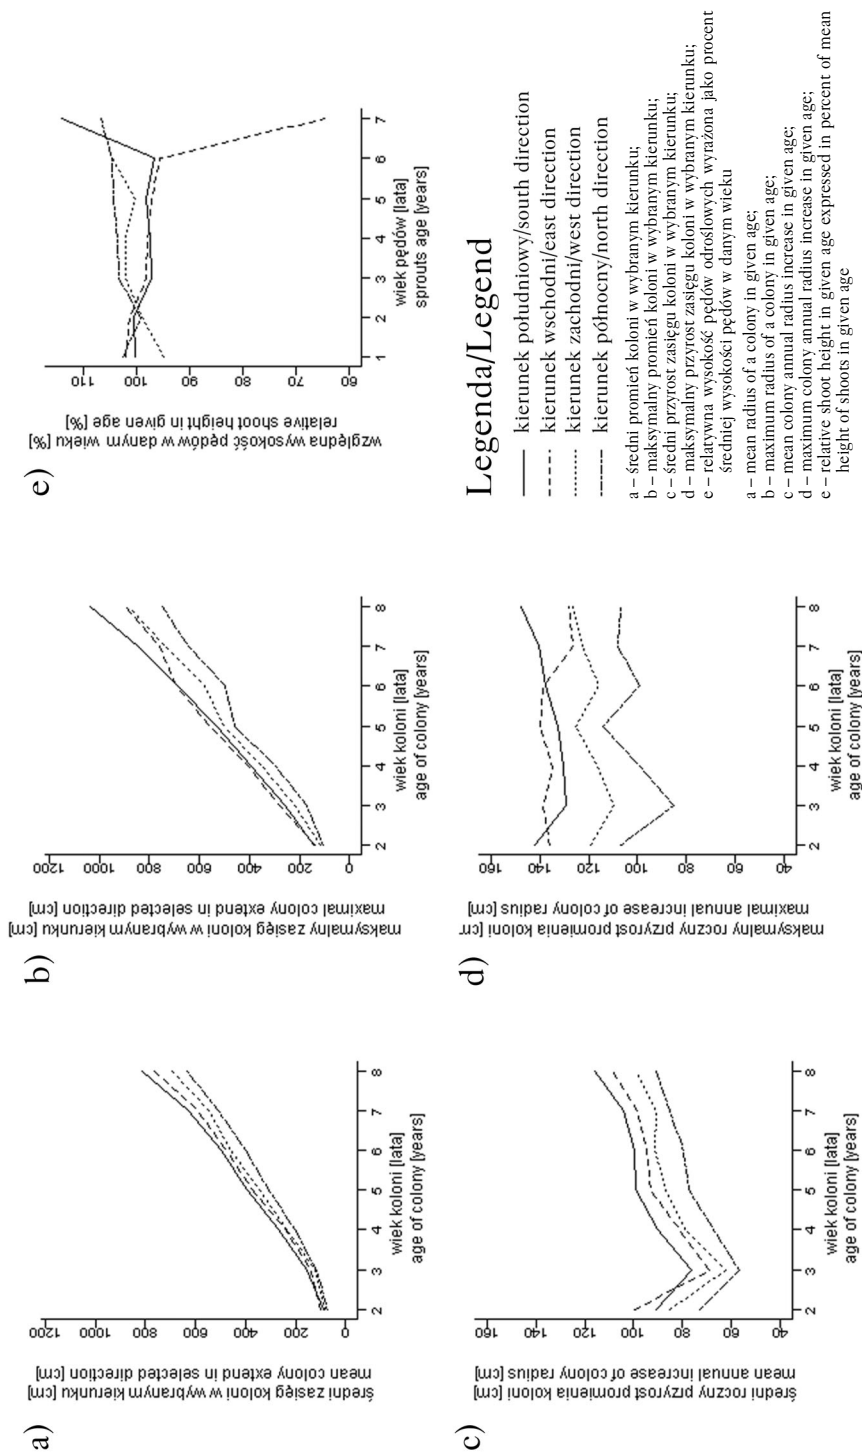 a)
średni zasięg koloni w wybranym kierunku [cm]
mean colony extend in selected direction [cm]
1200
1000
800
600
400
200
0
2 3 4 5 6 7 8
wiek koloni [lata]
age of colony [years]
b)
maksymalny zasięg koloni w wybranym kierunku [cm]
maximal colony extend in selected direction [cm]
1200
1000
800
600
400
200
0
2 3 4 5 6 7 8
wiek koloni [lata]
age of colony [years]
e)
względna wysokość pędów w danym wieku [%]
relative shoot height in given age [%]
110
100
90
80
70
60
1 2 3 4 5 6 7
wiek pędów [lata]
sprouts age [years]
c)
średni roczny przyrost promienia koloni [cm]
mean annual increase of colony radius [cm]
160
140
120
100
80
60
40
2 3 4 5 6 7 8
wiek koloni [lata]
age of colony [years]
d)
maksymalny roczny przyrost promienia koloni [cm
maximal annual increase of colony radius [cm]
160
140
120
100
80
60
40
2 3 4 5 6 7 8
wiek koloni [lata]
age of colony [years]
Legenda/Legend
kierunek południowy/south direction
kierunek wschodni/east direction
kierunek zachodni/west direction
kierunek północny/north direction
a – średni promień koloni w wybranym kierunku;
b – maksymalny promień koloni w wybranym kierunku;
c – średni przyrost zasięgu koloni w wybranym kierunku;
d – maksymalny przyrost zasięgu koloni w wybranym kierunku;
e – relatywna wysokość pędów odroślowych wyrażona jako procent
średniej wysokości pędów w danym wieku
a – mean radius of a colony in given age;
b – maximum radius of a colony in given age;
c – mean colony annual radius increase in given age;
d – maximum colony annual radius increase in given age;
e – relative shoot height in given age expressed in percent of mean
height of shoots in given age